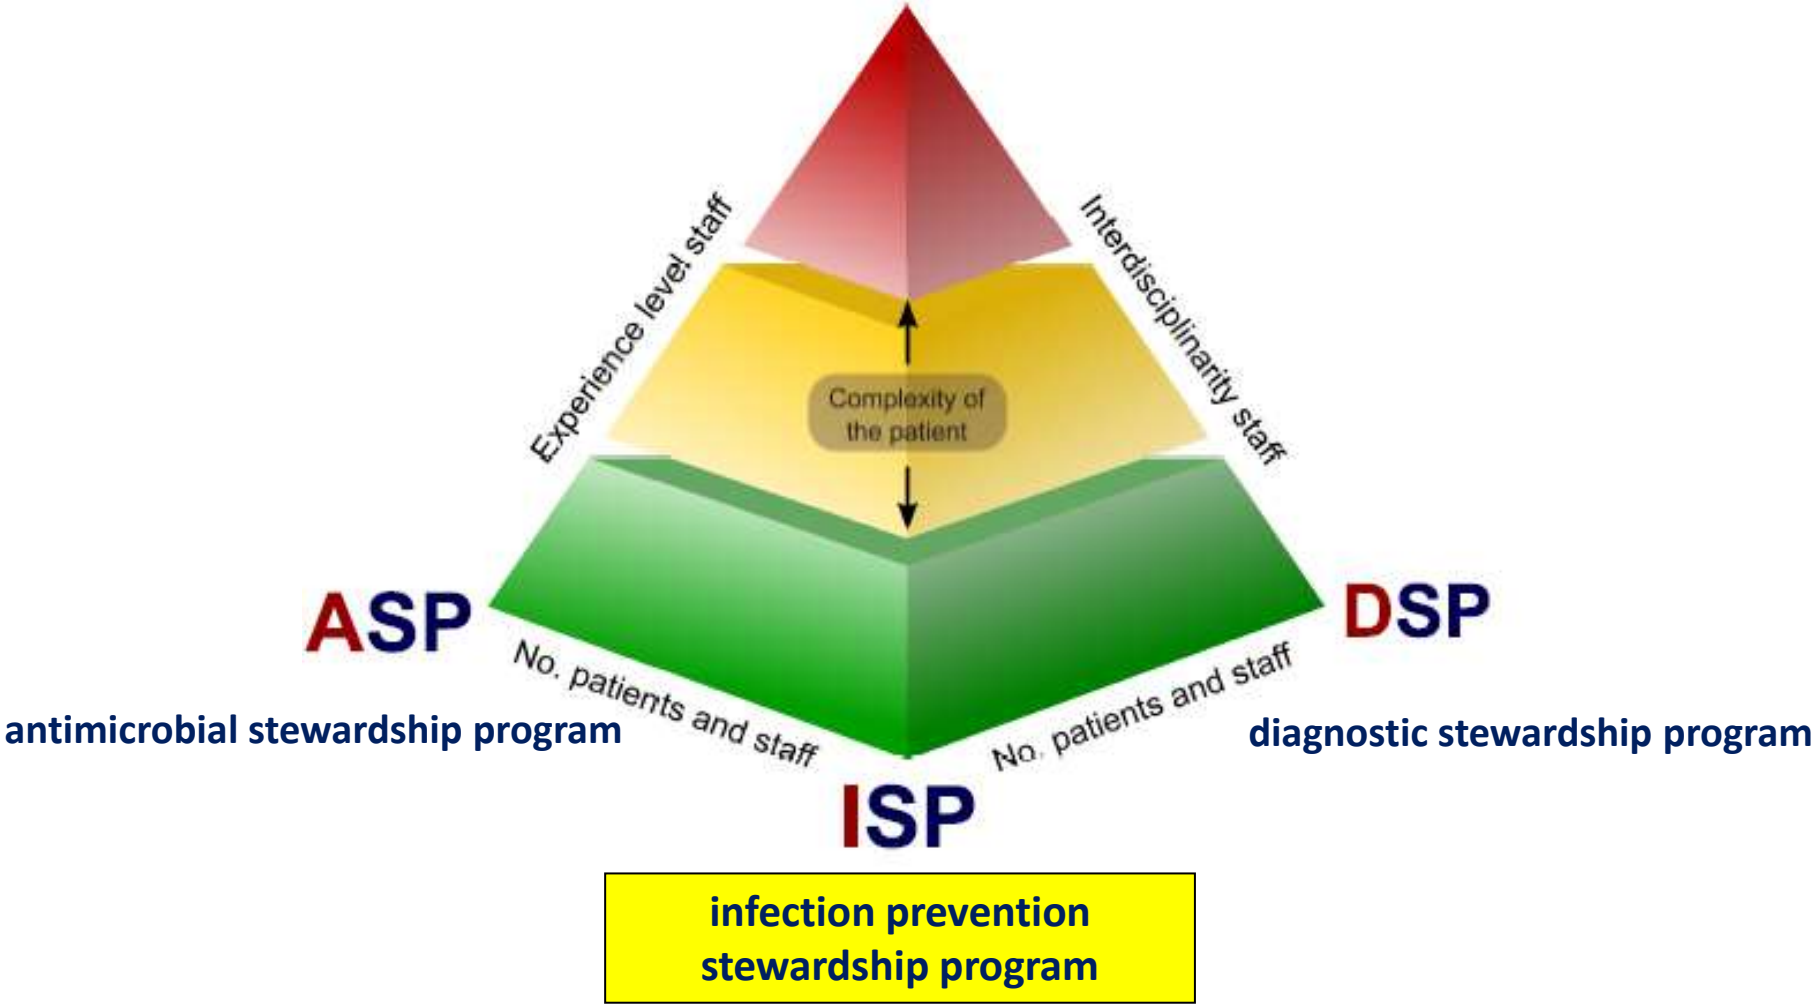 Experience level staff
Interdisciplinarity staff
Complexity of
the patient
ASP
DSP
No. patients and staff
No. patients and staff
antimicrobial stewardship program
diagnostic stewardship program
ISP
infection prevention
stewardship program